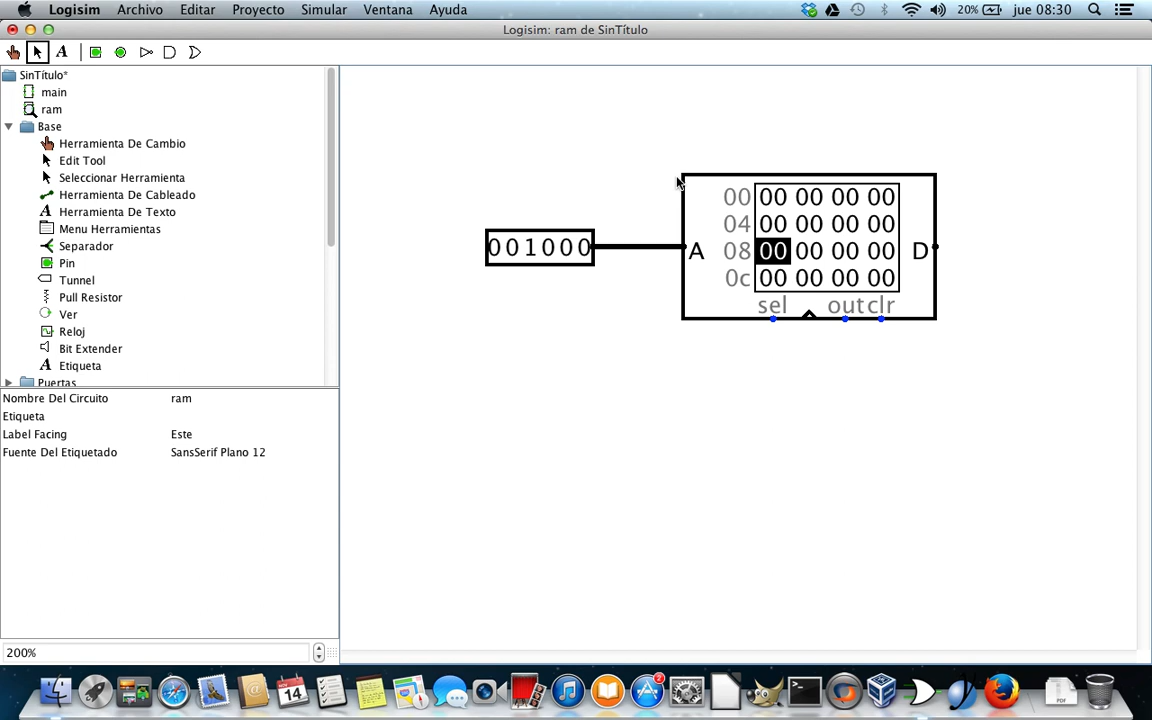 Logisim Archivo Editar Proyecto Simular Ventana Ayuda 20% jue 08:30
Logisim: ram de SinTítulo
A
SinTítulo*
main
ram
Base
Herramienta De Cambio
Edit Tool
Seleccionar Herramienta
Herramienta De Cableado
A Herramienta De Texto
Menu Herramientas
Separador
Pin
Tunnel
Pull Resistor
Ver
Reloj
Bit Extender
A Etiqueta
Puertas
Nombre Del Circuito ram
Etiqueta
Label Facing Este
Fuente Del Etiquetado SansSerif Plano 12
200%
00 00 00 00 00
04 00 00 00 00
001000 A 08 00 00 00 00 D
0c 00 00 00 00
sel out clr
14
2
PDF